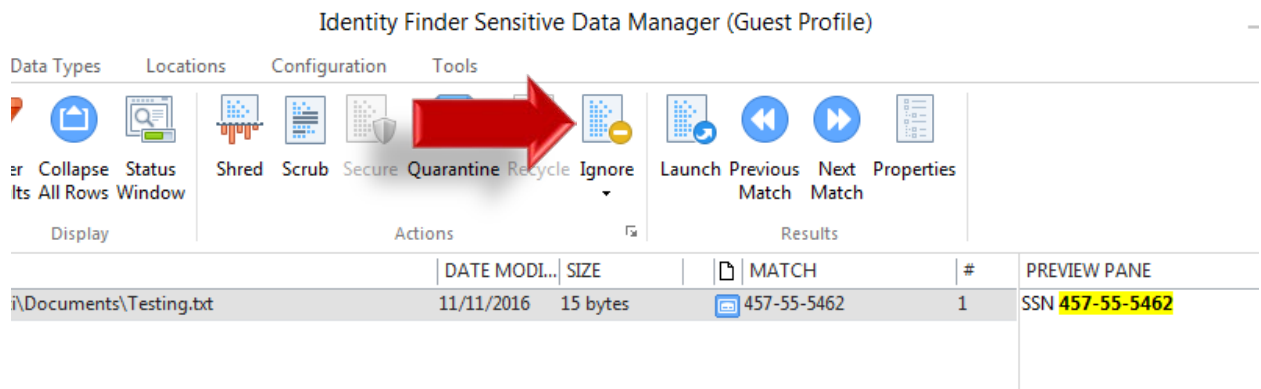 Identity Finder Sensitive Data Manager (Guest Profile)
Data Types Locations Configuration Tools
er Collapse Status Shred Scrub Secure Quarantine Recycle Ignore Launch Previous Next Properties
lts All Rows Window Match Match
Display Actions Results
DATE MODI... SIZE MATCH # PREVIEW PANE
i\Documents\Testing.txt 11/11/2016 15 bytes 457-55-5462 1 SSN 457-55-5462